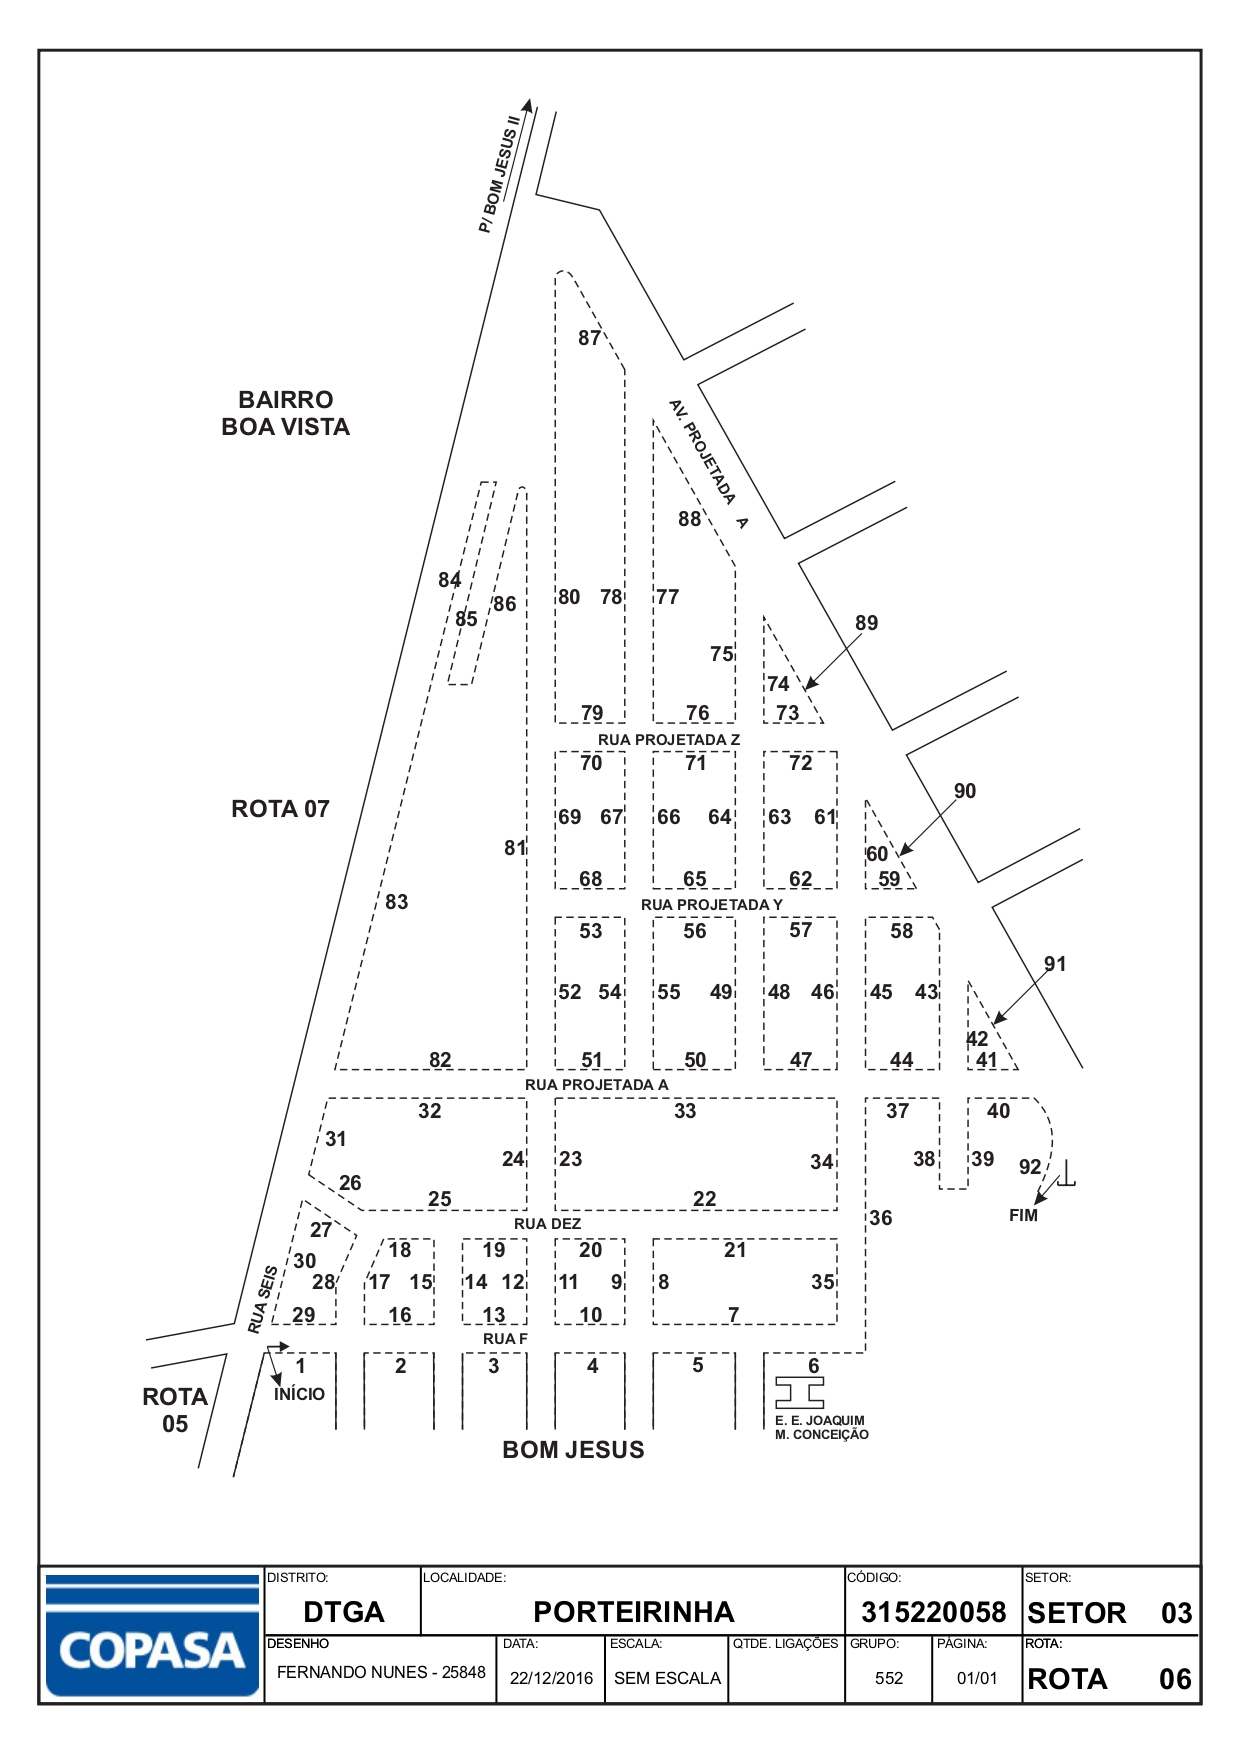 P/ BOM JESUS II
87
BAIRRO
BOA VISTA
AV. PROJETADA A
88
84
85
86
80
78
77
89
75
74
79
76
73
RUA PROJETADA Z
70
71
72
90
ROTA 07
69
67
66
64
63
61
81
60
68
65
62
59
83
RUA PROJETADA Y
53
56
57
58
91
52
54
55
49
48
46
45
43
42
82
51
50
47
44
41
RUA PROJETADA A
32
33
37
40
31
24
23
34
38
39
92
26
25
22
36
FIM
RUA DEZ
27
30
18
19
20
21
28
17
15
14
12
11
9
8
35
RUA SEIS
29
16
13
10
7
RUA F
1
2
3
4
5
6
INÍCIO
ROTA
05
E. E. JOAQUIM
M. CONCEIÇÃO
BOM JESUS
COPASA
DISTRITO:
DTGA
LOCALIDADE:
PORTEIRINHA
CÓDIGO:
315220058
SETOR:
SETOR 03
DESENHO
FERNANDO NUNES - 25848
DATA:
22/12/2016
ESCALA:
SEM ESCALA
QTDE. LIGAÇÕES
GRUPO:
552
PÁGINA:
01/01
ROTA:
ROTA 06